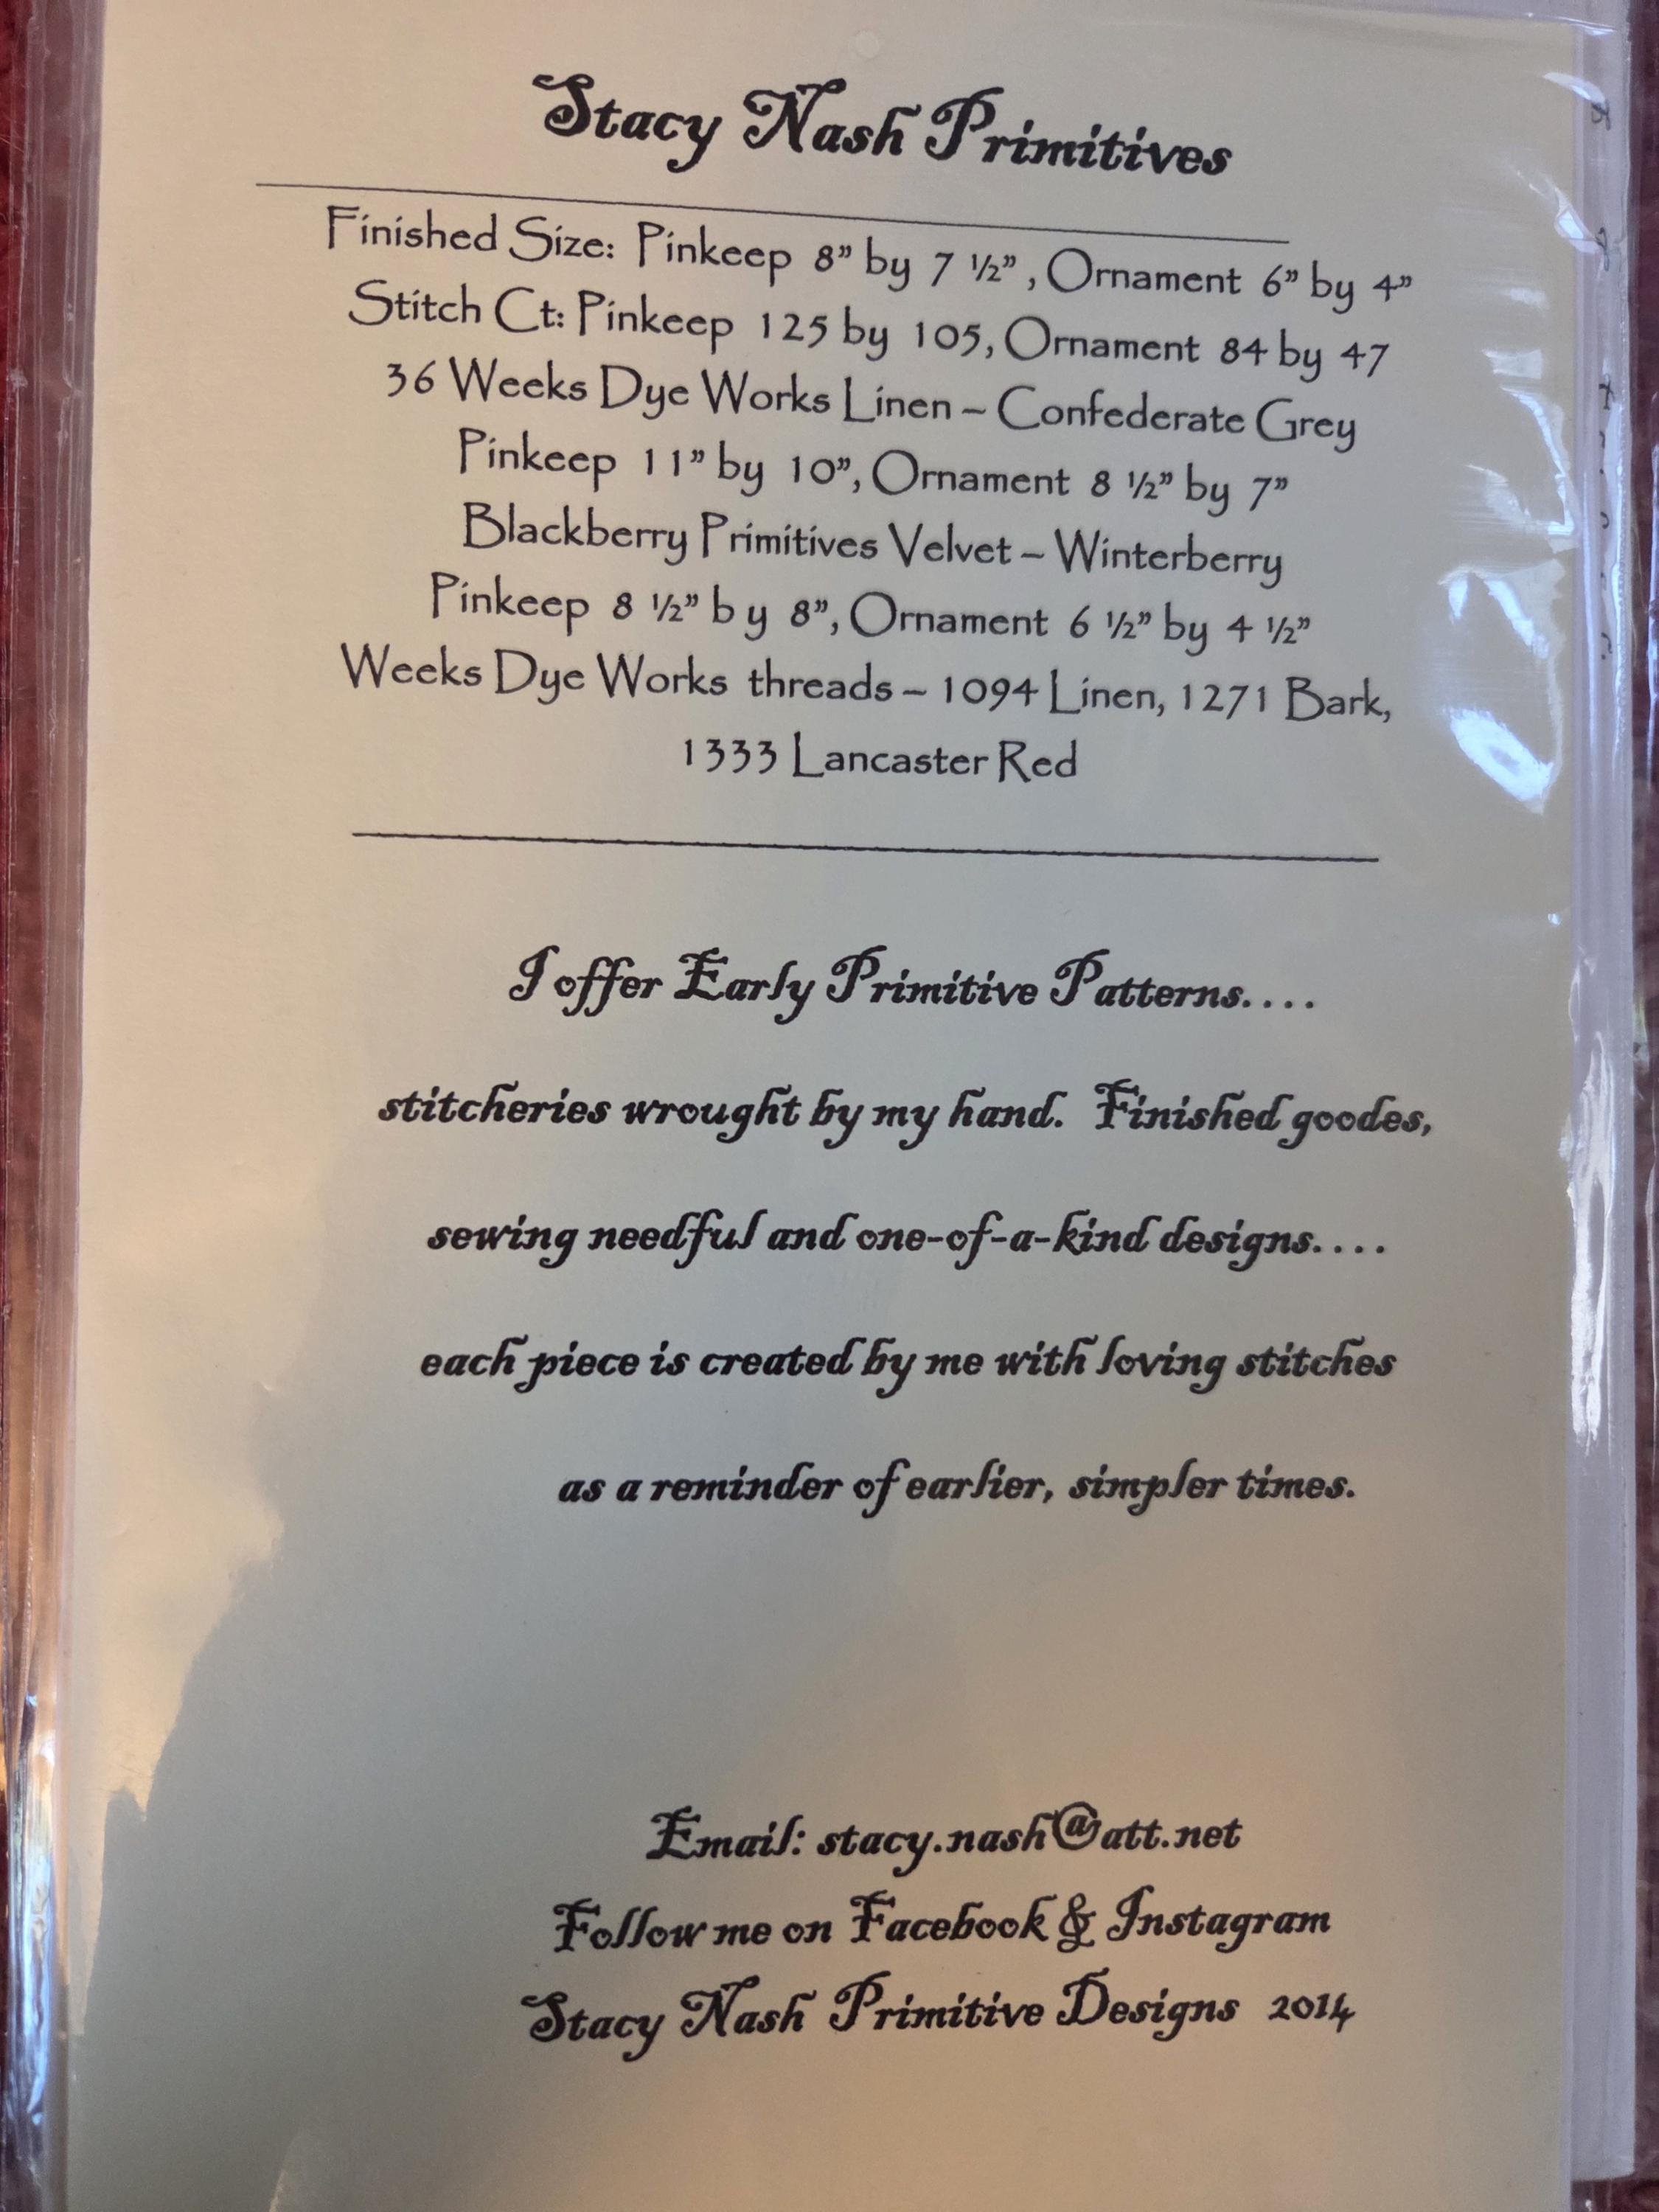 Stacy Nash Primitives
Finished Size: Pinkeep 8” by 7 ½” , Ornament 6” by 4”
Stitch Ct: Pinkeep 125 by 105, Ornament 84 by 47
36 Weeks Dye Works Linen – Confederate Grey
Pinkeep 11” by 10”, Ornament 8 ½” by 7”
Blackberry Primitives Velvet – Winterberry
Pinkeep 8 ½” b y 8”, Ornament 6 ½” by 4 ½”
Weeks Dye Works threads – 1094 Linen, 1271 Bark,
1333 Lancaster Red
I offer Early Primitive Patterns....
stitcheries wrought by my hand. Finished goodes,
sewing needful and one-of-a-kind designs....
each piece is created by me with loving stitches
as a reminder of earlier, simpler times.
Email: stacy.nash@att.net
Follow me on Facebook & Instagram
Stacy Nash Primitive Designs 2014